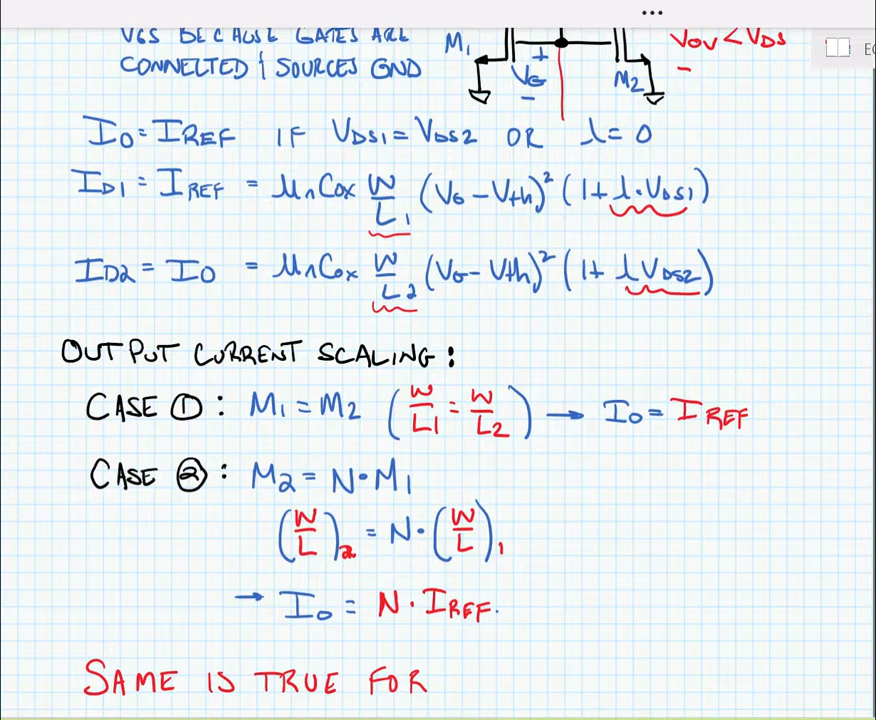 VGS BECAUSE GATES ARE
CONNECTED & SOURCES GND
M1
+
VG
-
M2
VOV < VDS
-
IO = IREF IF VDS1 = VDS2 OR λ = 0
ID1 = IREF = μnCox W/L1 (VG - Vth)² (1 + λ·VDS1)
ID2 = IO = μnCox W/L2 (VG - Vth)² (1 + λVDS2)
OUTPUT CURRENT SCALING:
CASE ①: M1 = M2 (W/L1 = W/L2) → IO = IREF
CASE ②: M2 = N·M1
(W/L)2 = N·(W/L)1
→ IO = N·IREF.
SAME IS TRUE FOR